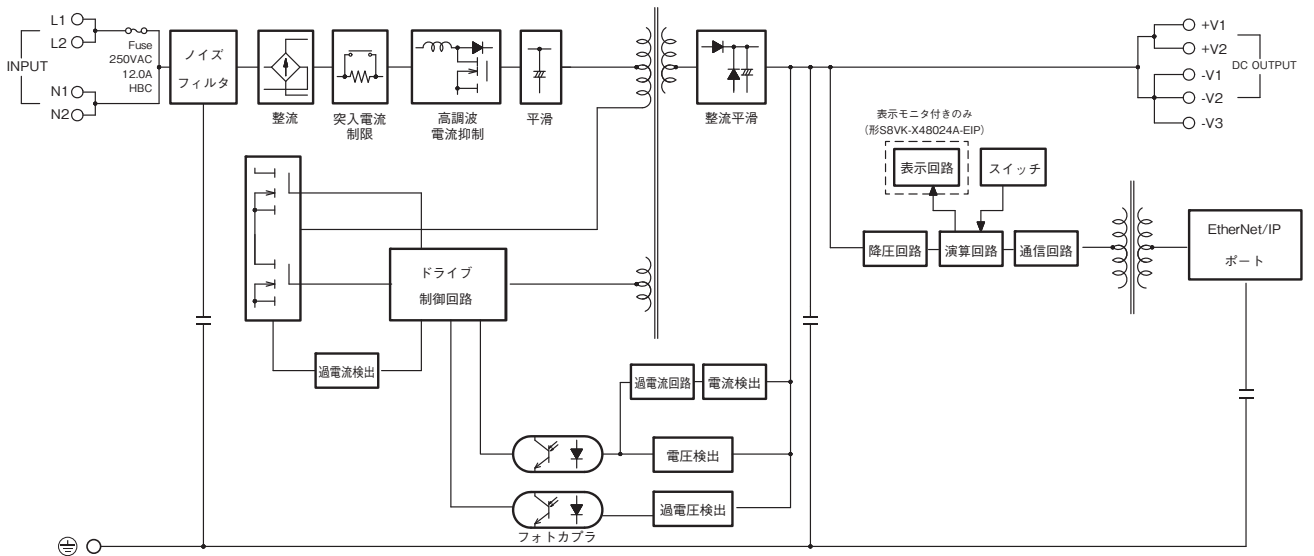 L1
L2
INPUT
N1
N2
Fuse
250VAC
12.0A
HBC
ノイズ
フィルタ
整流
突入電流
制限
高調波
電流抑制
平滑
整流平滑
+V1
+V2
DC OUTPUT
-V1
-V2
-V3
表示モニタ付きのみ
(形S8VK-X48024A-EIP)
表示回路
スイッチ
降圧回路
演算回路
通信回路
EtherNet/IP
ポート
ドライブ
制御回路
過電流検出
過電流回路
電流検出
電圧検出
過電圧検出
フォトカプラ